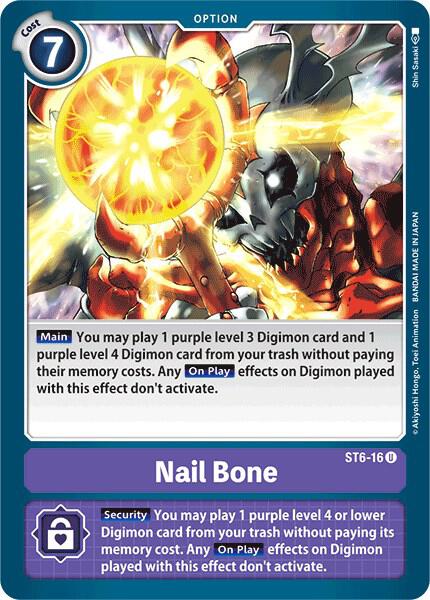 OPTION
Cost
7
Shin Sasaki
©Akiyoshi Hongo, Toei Animation BANDAI MADE IN JAPAN
Main You may play 1 purple level 3 Digimon card and 1
purple level 4 Digimon card from your trash without paying
their memory costs. Any On Play effects on Digimon played
with this effect don't activate.
ST6-16 U
Nail Bone
Security You may play 1 purple level 4 or lower
Digimon card from your trash without paying its
memory cost. Any On Play effects on Digimon
played with this effect don't activate.